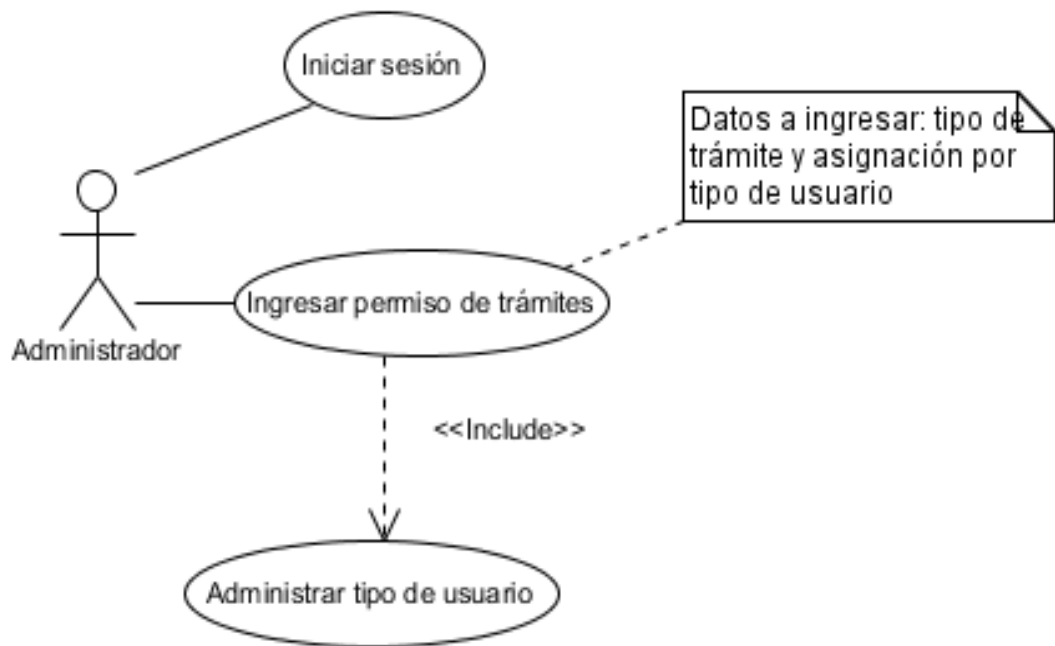 Iniciar sesión
Datos a ingresar: tipo de
trámite y asignación por
tipo de usuario
Ingresar permiso de trámites
Administrador
<<Include>>
Administrar tipo de usuario